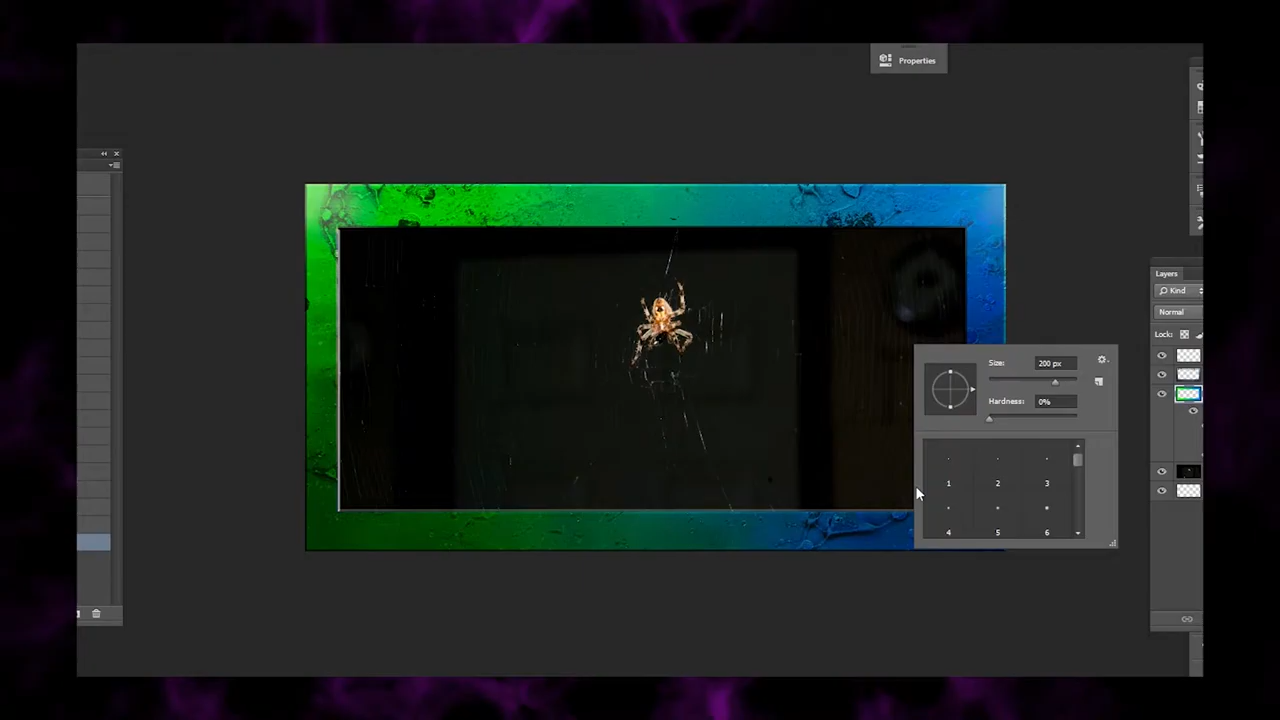 Properties
Layers
Kind
Normal
Lock:
Size: 200 px
Hardness: 0%
1 2 3
4 5 6